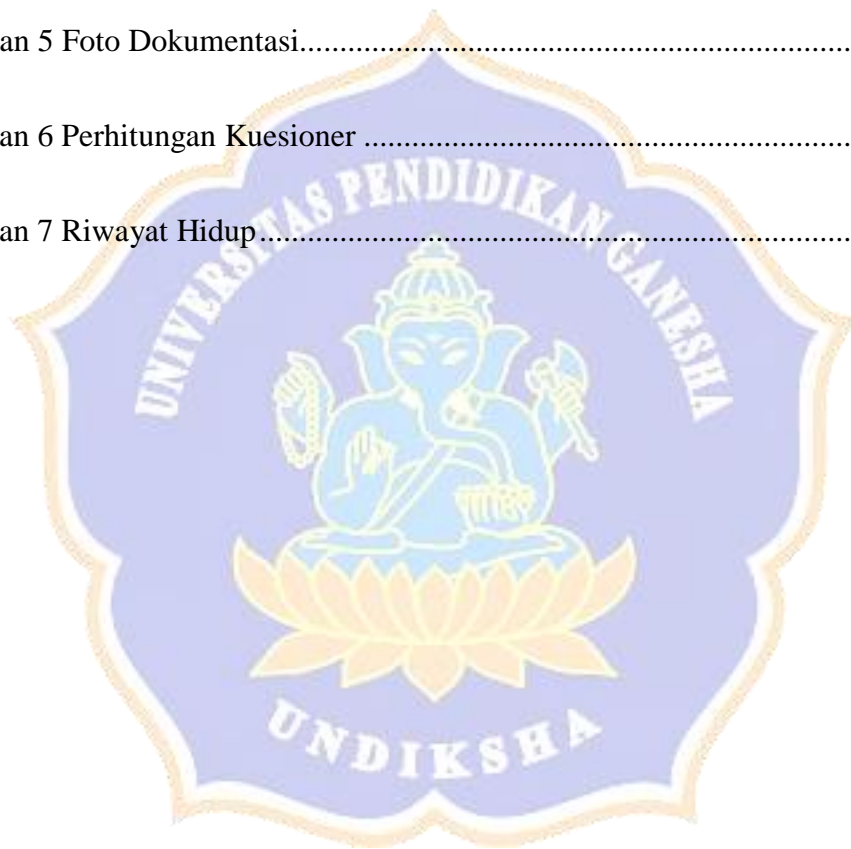 an 5 Foto Dokumentasi....................................................................
an 6 Perhitungan Kuesioner ............................................................
an 7 Riwayat Hidup.........................................................................
UNIVERSITAS PENDIDIKAN GANESHA
UNDIKSHA